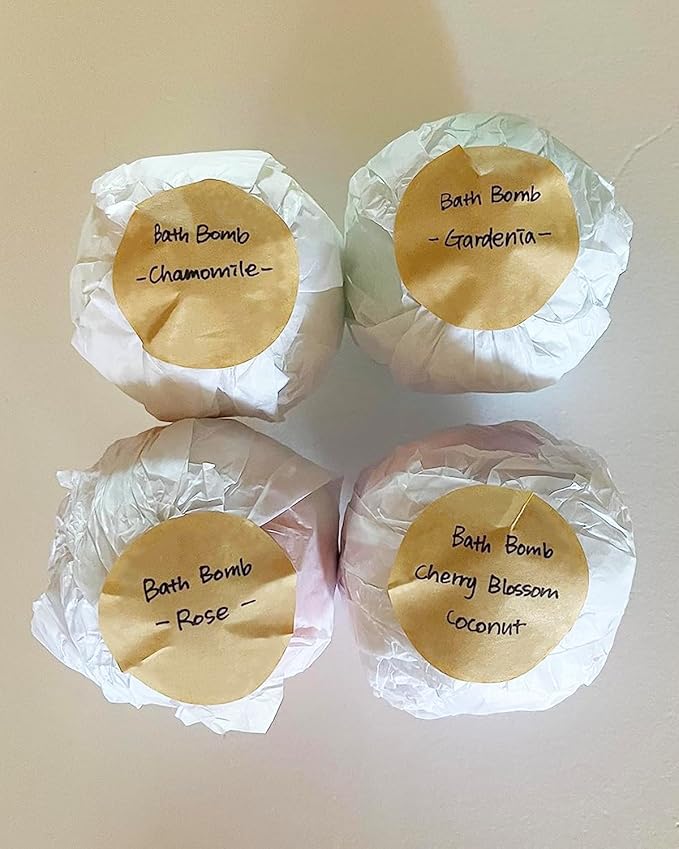 Bath Bomb
-Chamomile-
Bath Bomb
-Gardenia-
Bath Bomb
-Rose-
Bath Bomb
Cherry Blossom
Coconut